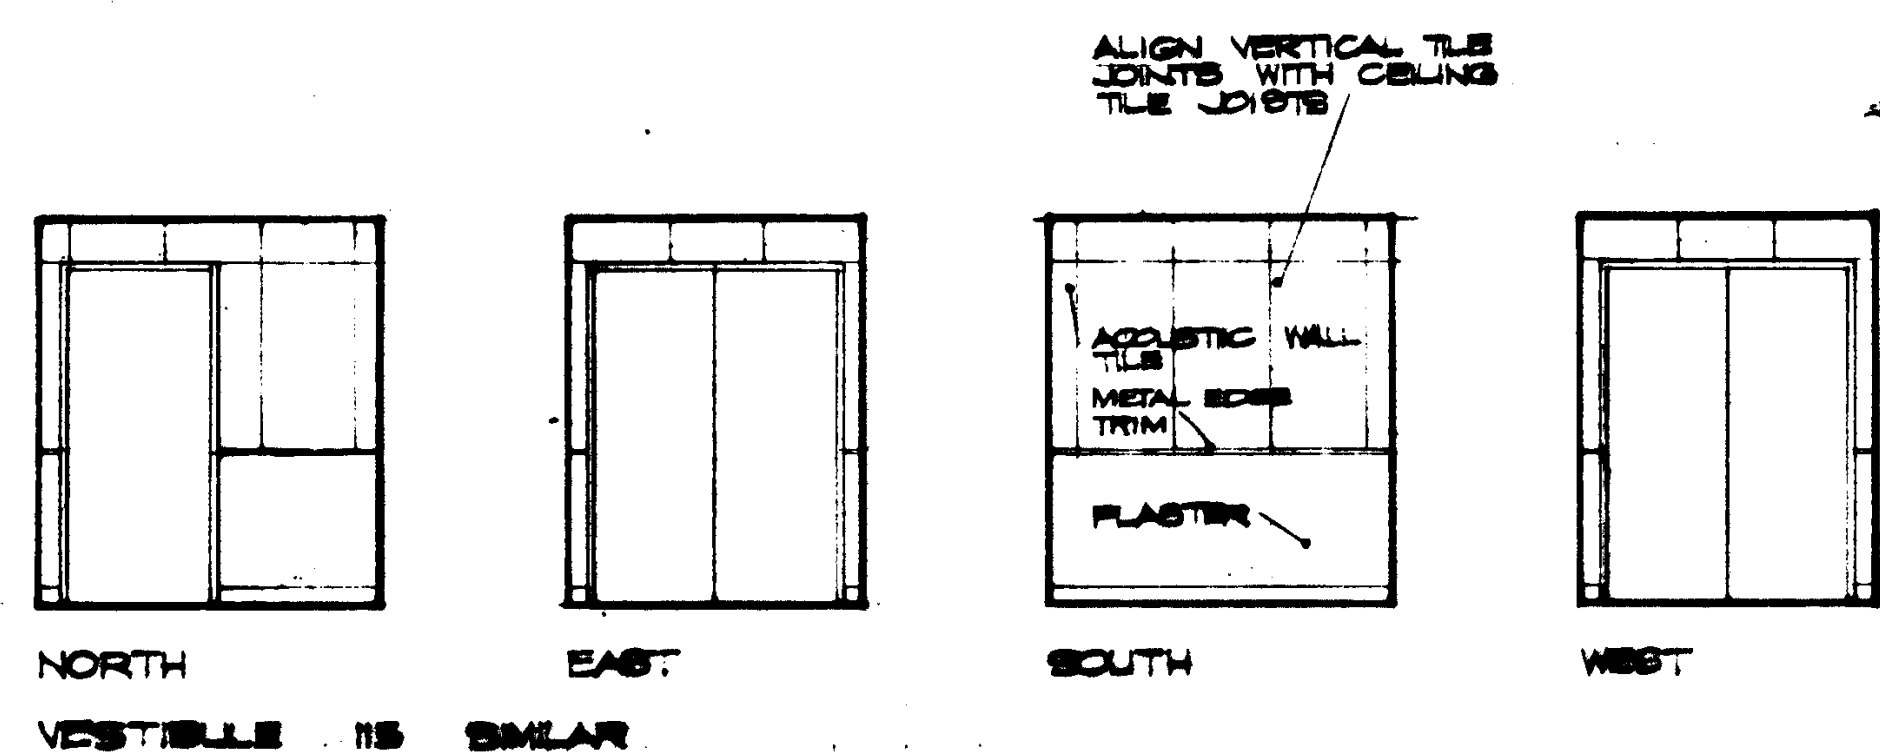 ALIGN VERTICAL TILE
JOINTS WITH CEILING
TILE JOISTS
ACOUSTIC WALL
TILE
METAL EDGE
TRIM
PLASTER
NORTH
EAST
SOUTH
WEST
VESTIBULE SIMILAR